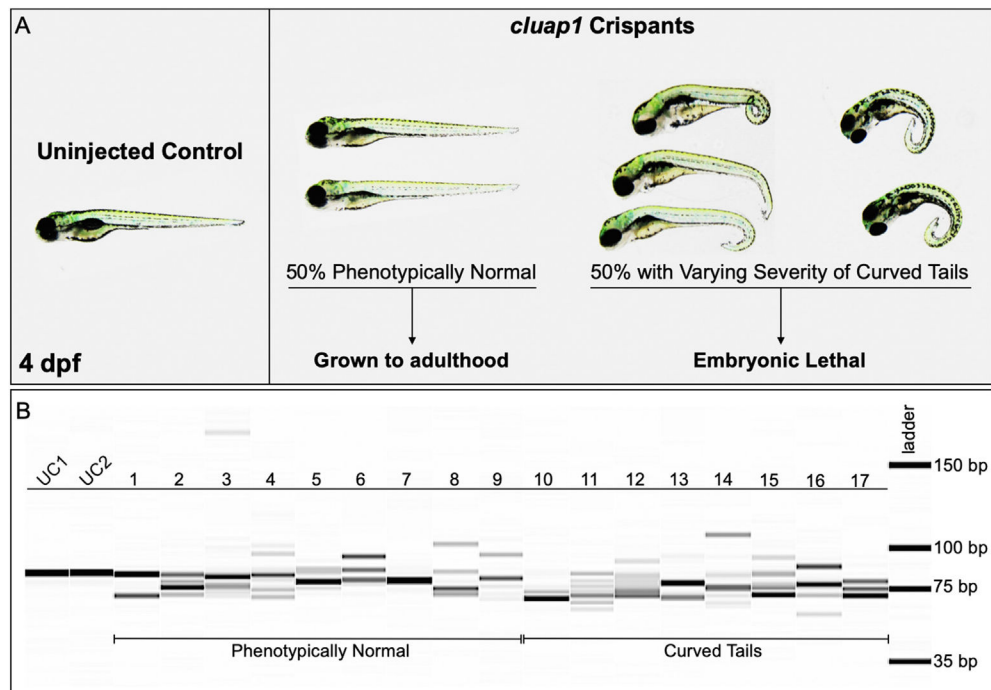 A
cluap1 Crispants
Uninjected Control
50% Phenotypically Normal
50% with Varying Severity of Curved Tails
Grown to adulthood
Embryonic Lethal
4 dpf
B
UC1 UC2 1 2 3 4 5 6 7 8 9 10 11 12 13 14 15 16 17 ladder
150 bp
100 bp
75 bp
35 bp
Phenotypically Normal
Curved Tails